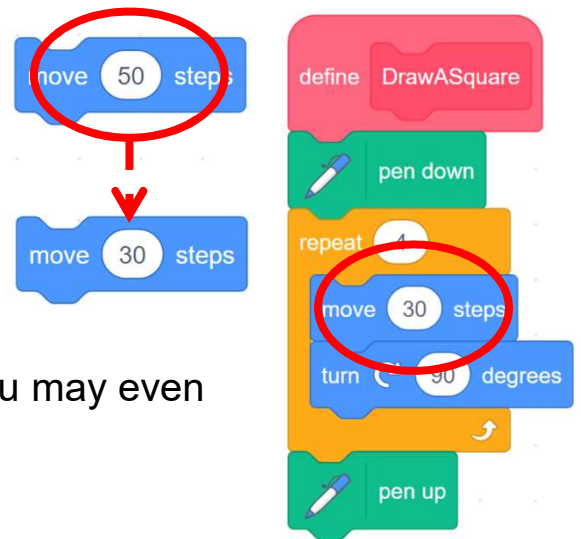 move 50 steps
move 30 steps
u may even
define DrawASquare
pen down
repeat 4
move 30 steps
turn 90 degrees
pen up